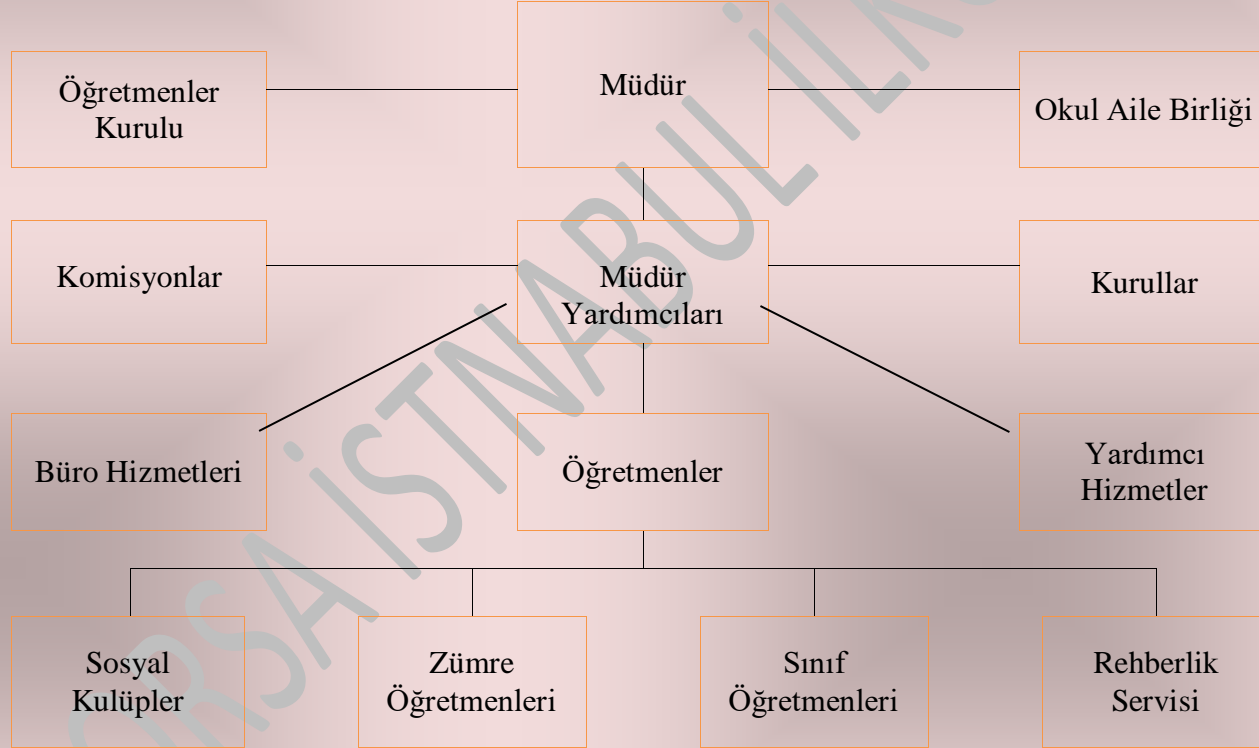 Öğretmenler
Kurulu
Müdür
Okul Aile Birliği
Komisyonlar
Müdür
Yardımcıları
Kurullar
Büro Hizmetleri
Öğretmenler
Yardımcı
Hizmetler
Sosyal
Kulüpler
Zümre
Öğretmenleri
Sınıf
Öğretmenleri
Rehberlik
Servisi
İSTNABUL